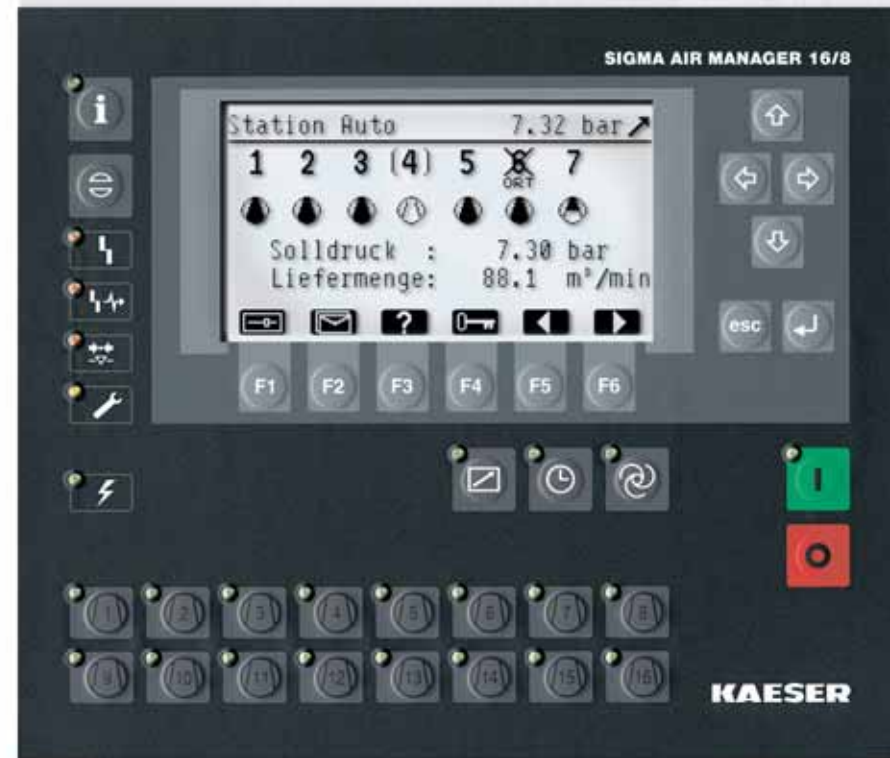 SIGMA AIR MANAGER 16/8
i
Station Auto 7.32 bar
1 2 3 (4) 5 6 7
ORT
Solldruck : 7.30 bar
Liefermenge: 88.1 m³/min
?
esc
F1 F2 F3 F4 F5 F6
I
O
1 2 3 4 5 6 7 8
9 10 11 12 13 14 15 16
KAESER